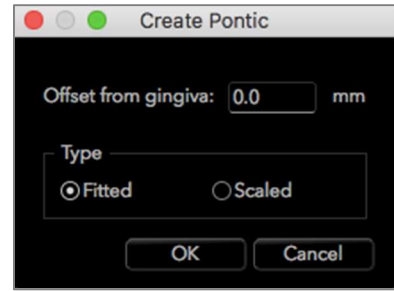 Create Pontic
Offset from gingiva: 0.0 mm
Type
Fitted Scaled
OK Cancel